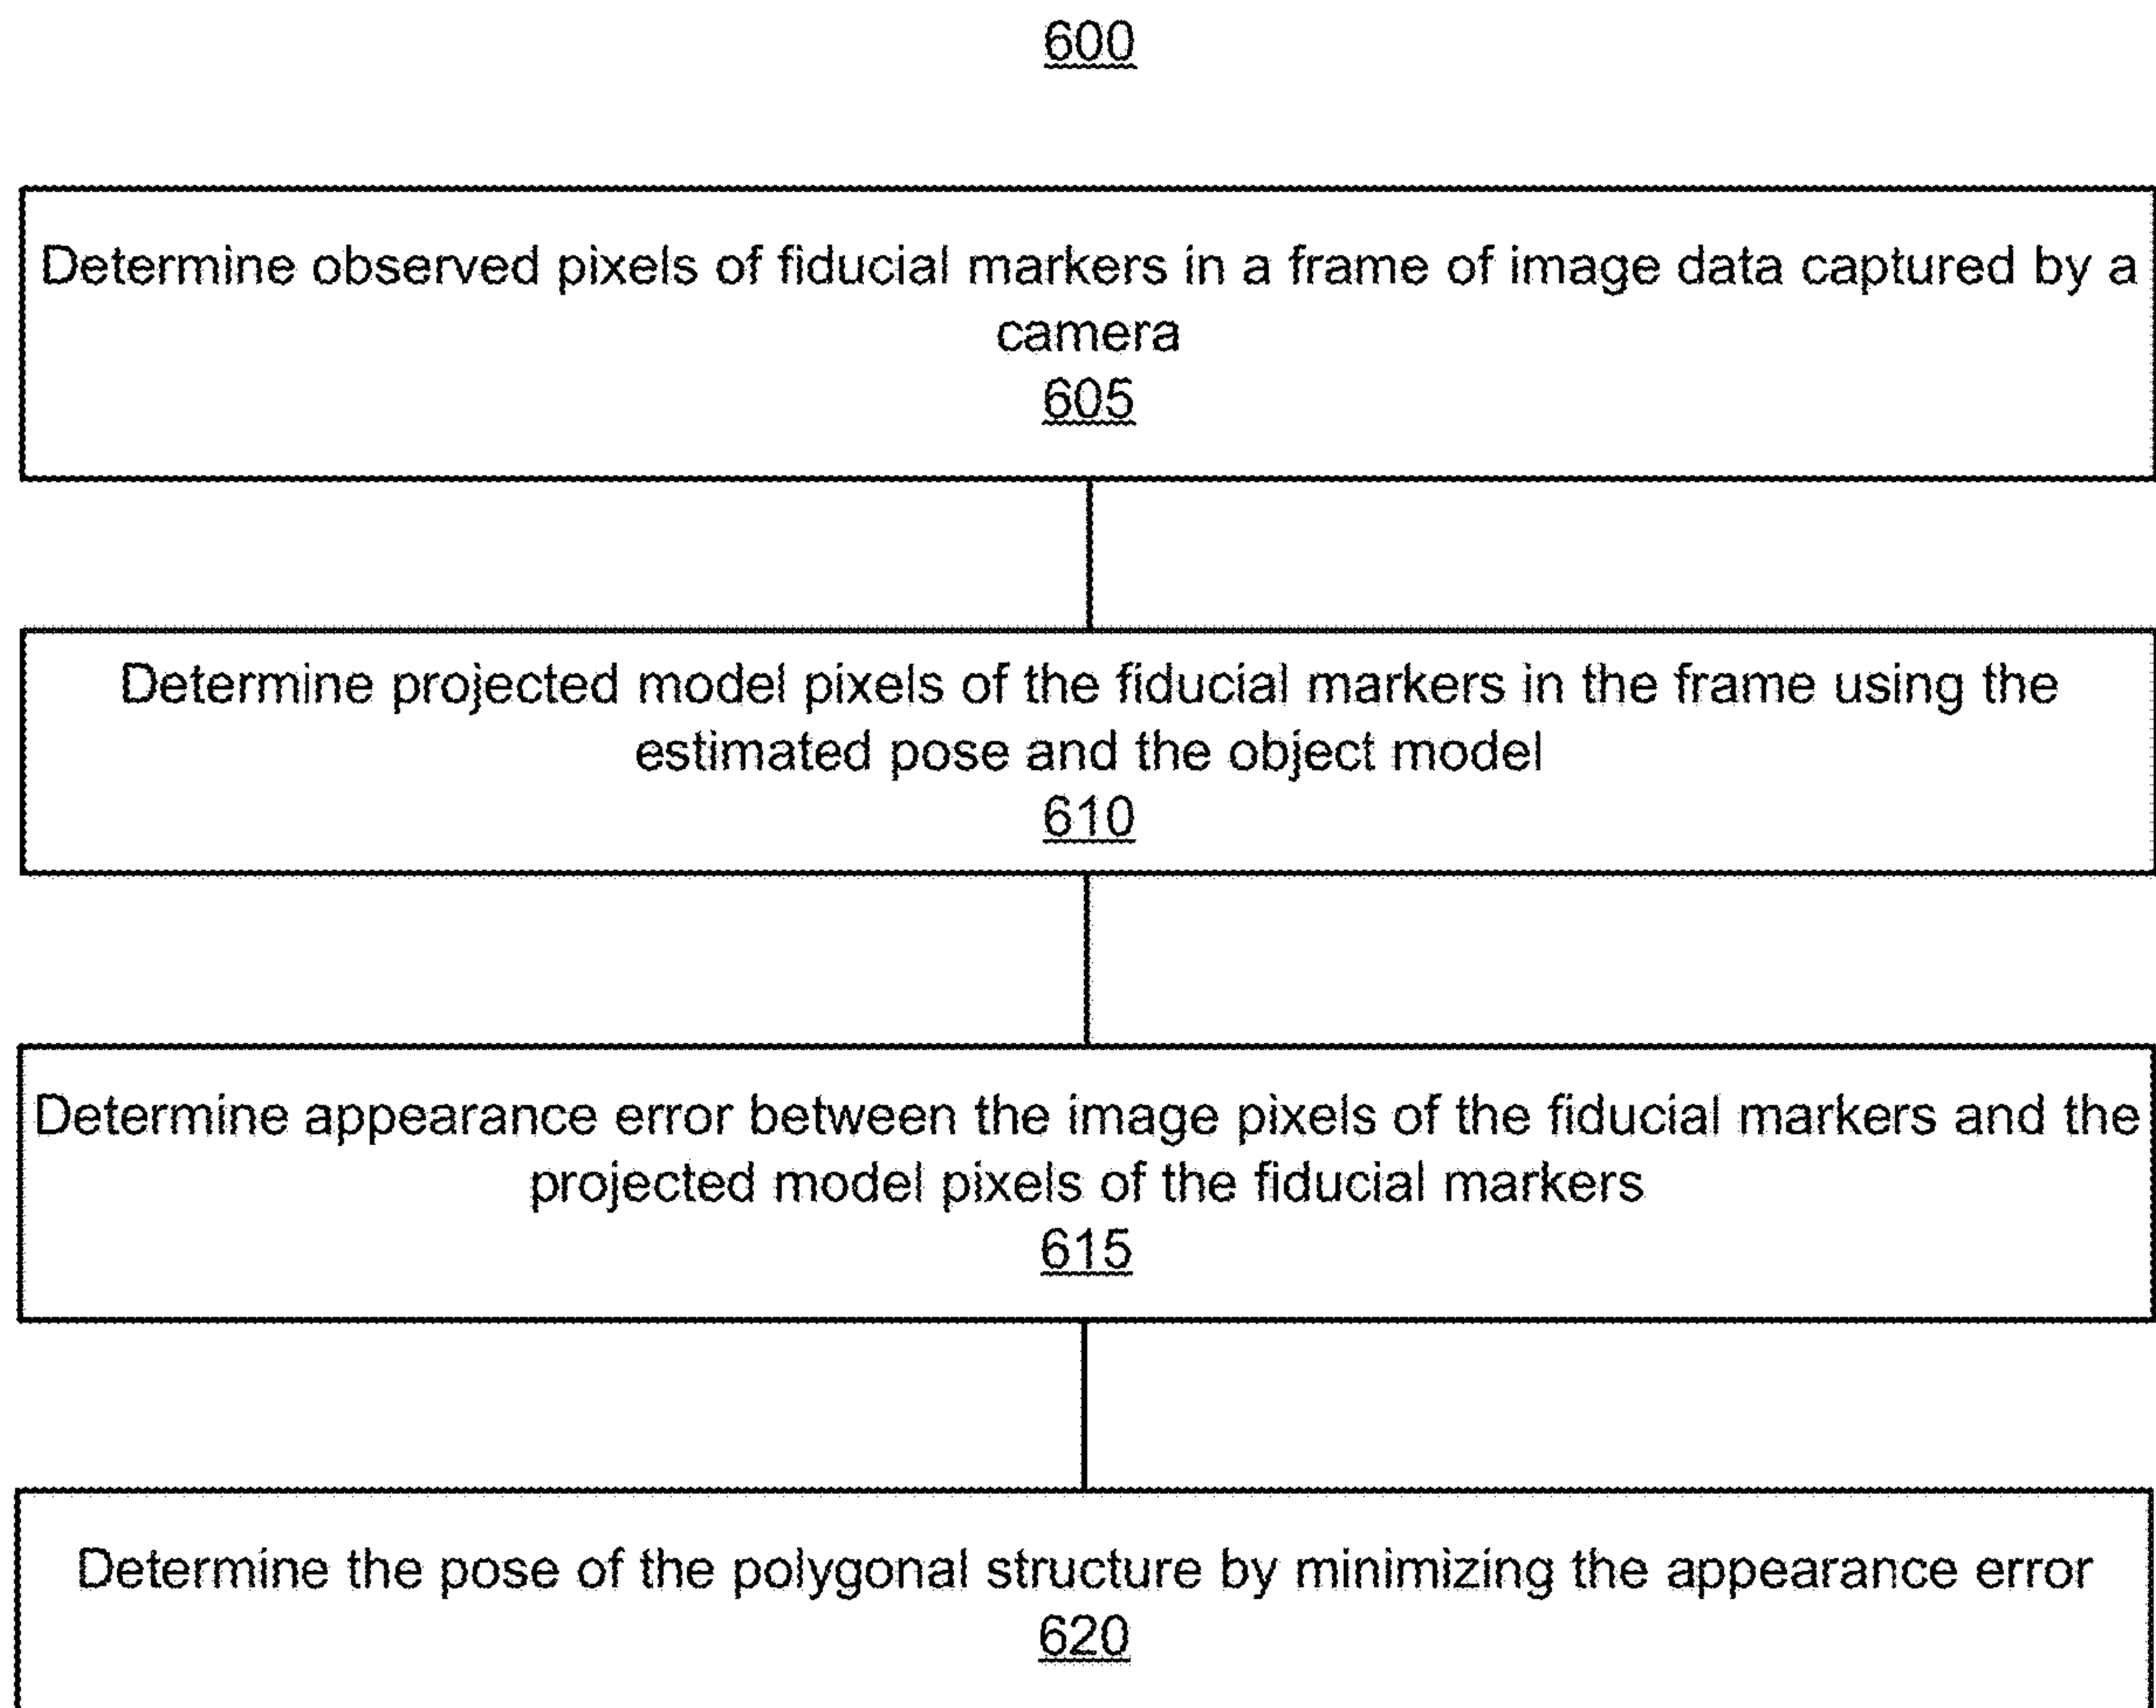 600
Determine observed pixels of fiducial markers in a frame of image data captured by a
camera
605
Determine projected model pixels of the fiducial markers in the frame using the
estimated pose and the object model
610
Determine appearance error between the image pixels of the fiducial markers and the
projected model pixels of the fiducial markers
615
Determine the pose of the polygonal structure by minimizing the appearance error
620